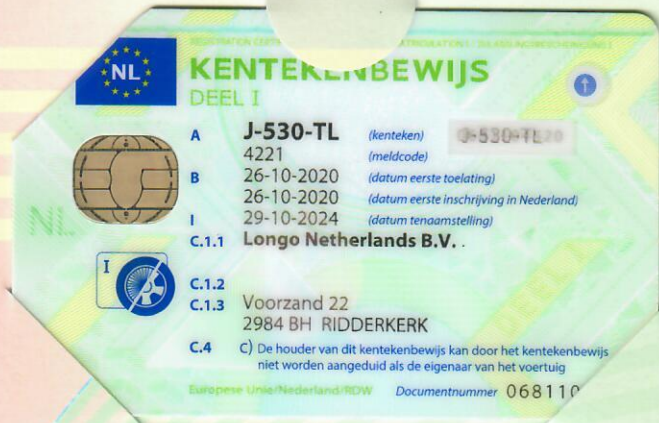 NL
KENTEKENBEWIJS
DEEL I
A J-530-TL (kenteken) J-530-TL
4221 (meldcode)
B 26-10-2020 (datum eerste toelating)
26-10-2020 (datum eerste inschrijving in Nederland)
I 29-10-2024 (datum tenaamstelling)
C.1.1 Longo Netherlands B.V. .
NL
I
C.1.2
C.1.3 Voorzand 22
2984 BH RIDDERKERK
C.4 C) De houder van dit kentekenbewijs kan door het kentekenbewijs
niet worden aangeduid als de eigenaar van het voertuig
Europese Unie/Nederland/RDW Documentnummer 068110